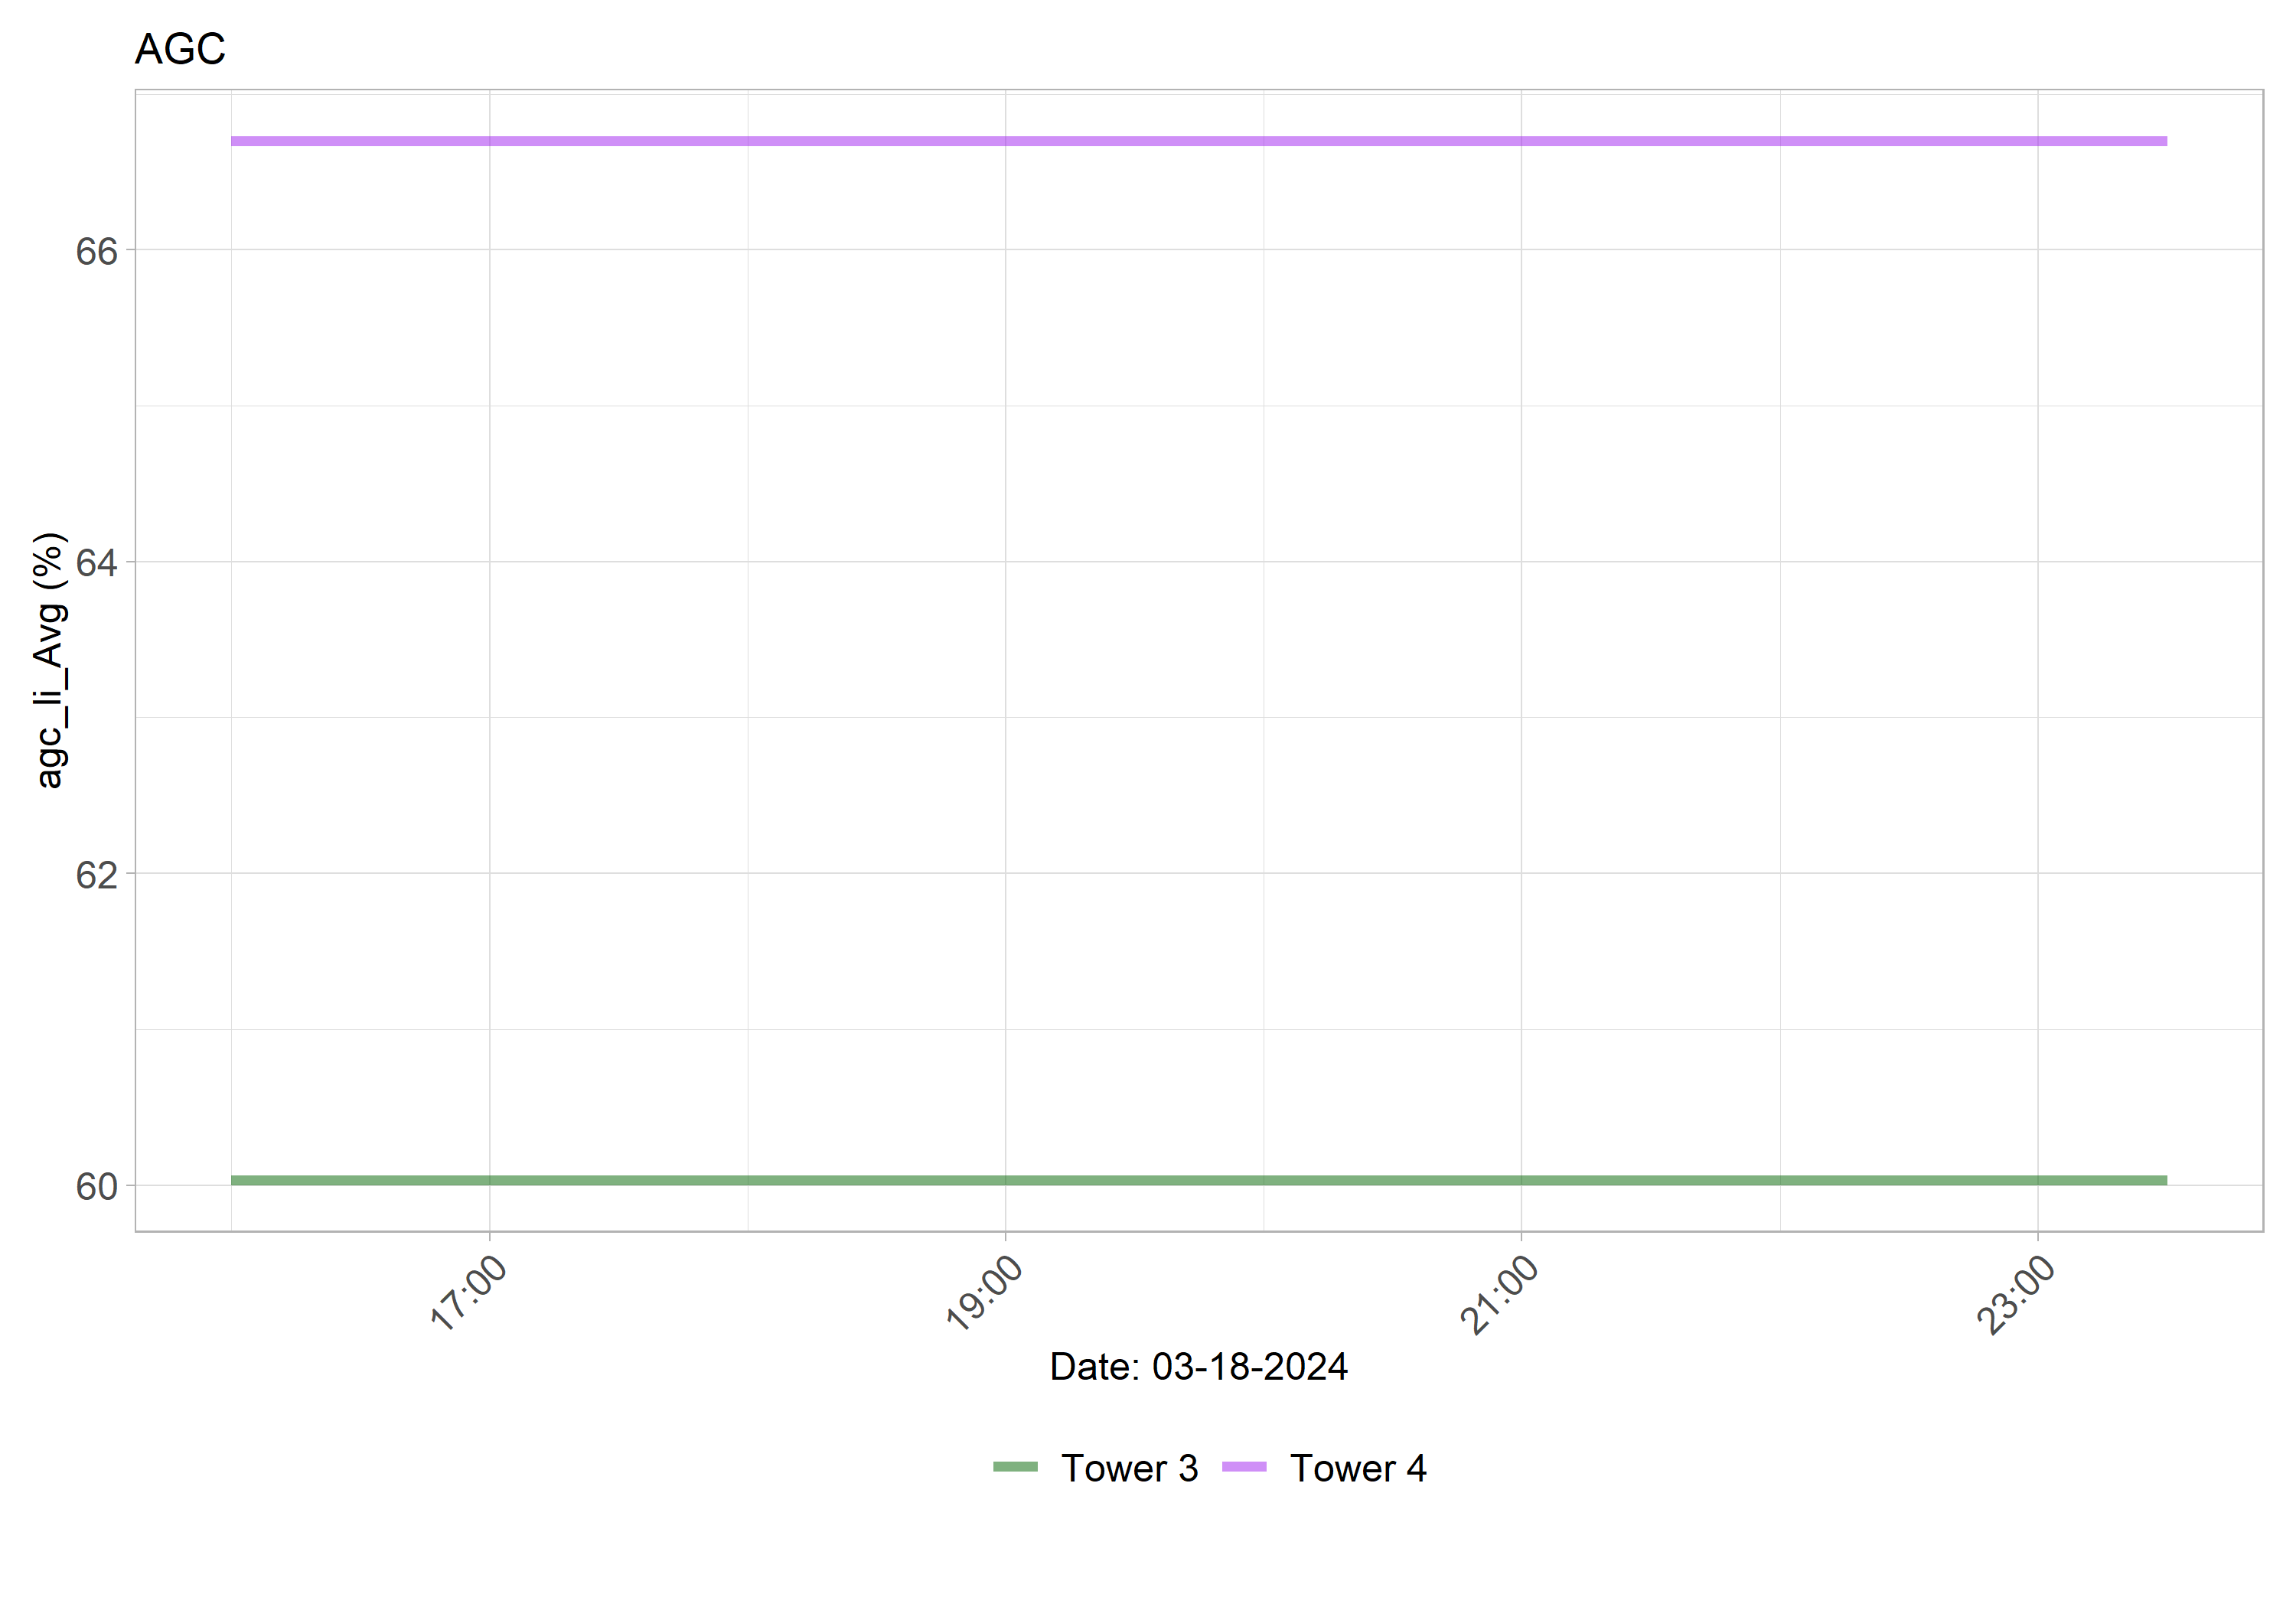 AGC
agc_li_Avg (%)
66
64
62
60
17:00
19:00
21:00
23:00
Date: 03-18-2024
Tower 3
Tower 4